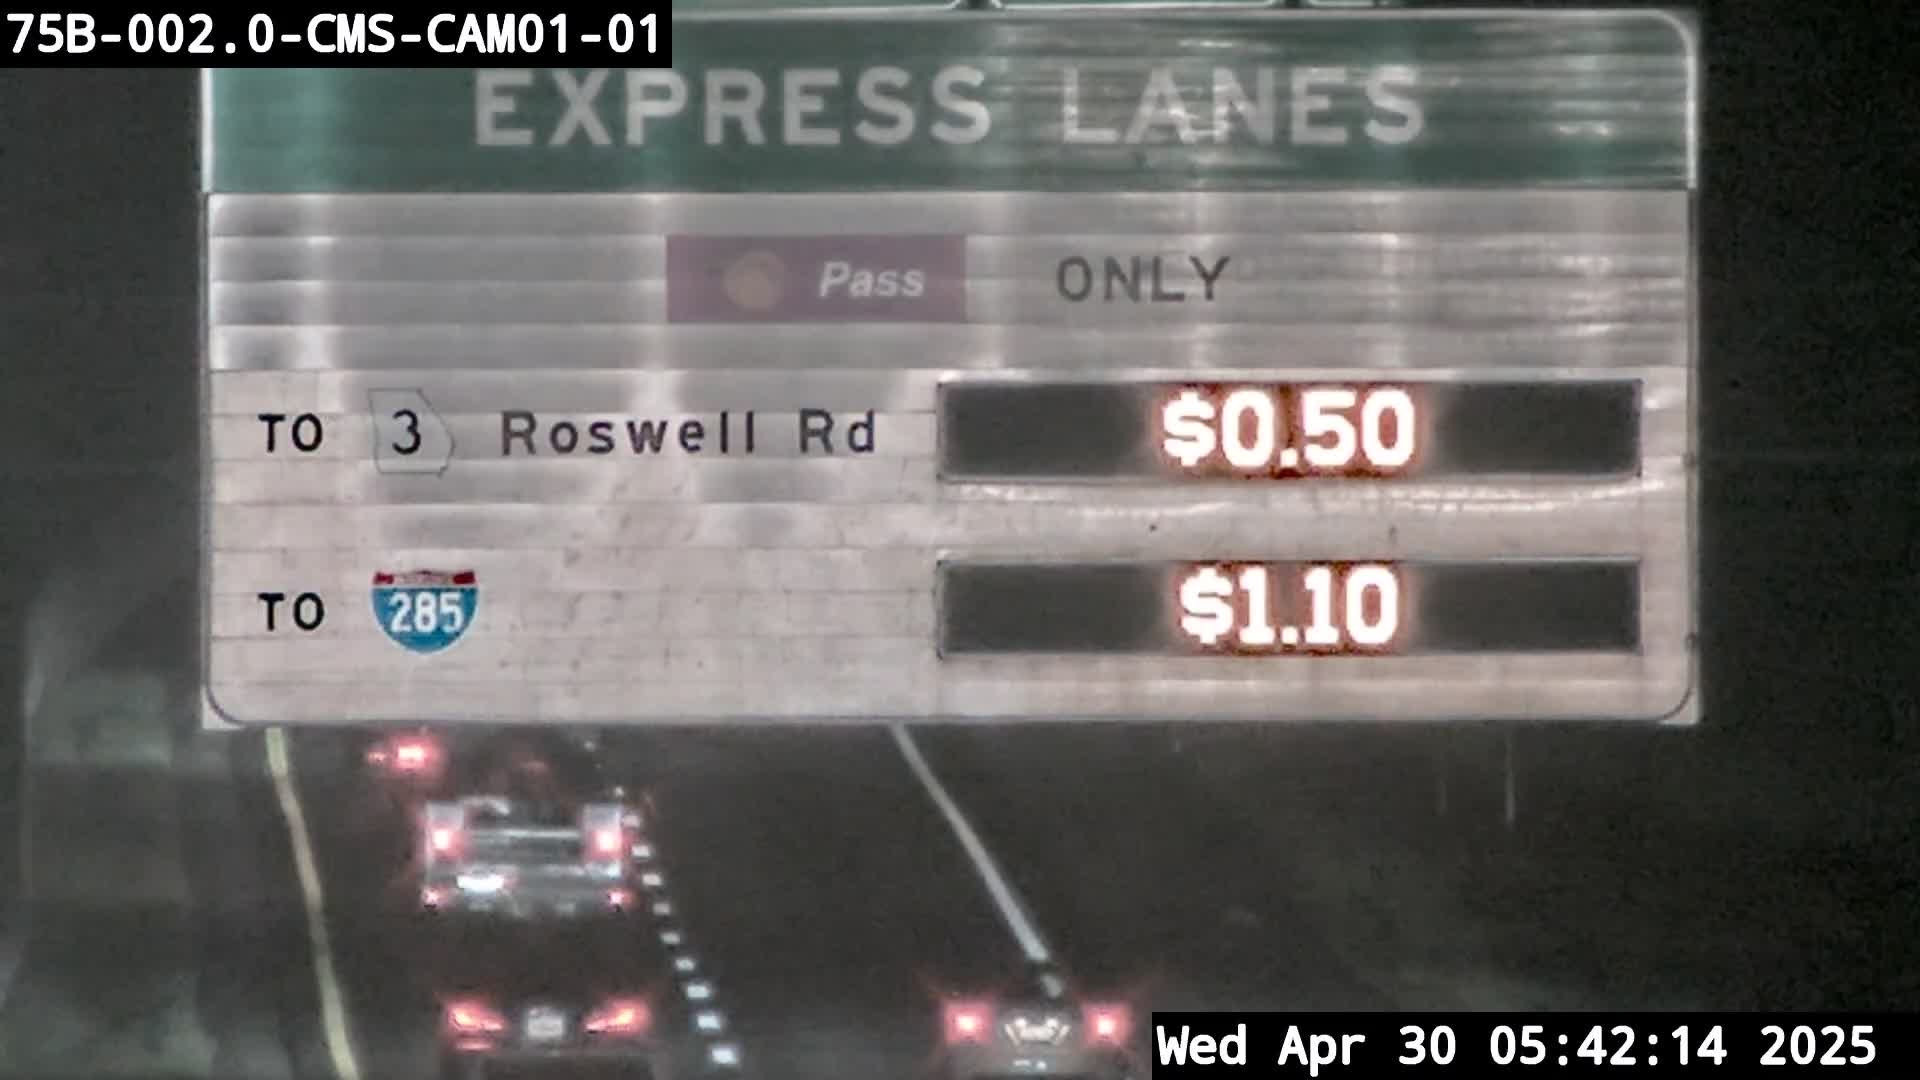 75B-002.0-CMS-CAM01-01
EXPRESS LANES
Pass ONLY
TO 3 Roswell Rd $0.50
TO 285 $1.10
Wed Apr 30 05:42:14 2025